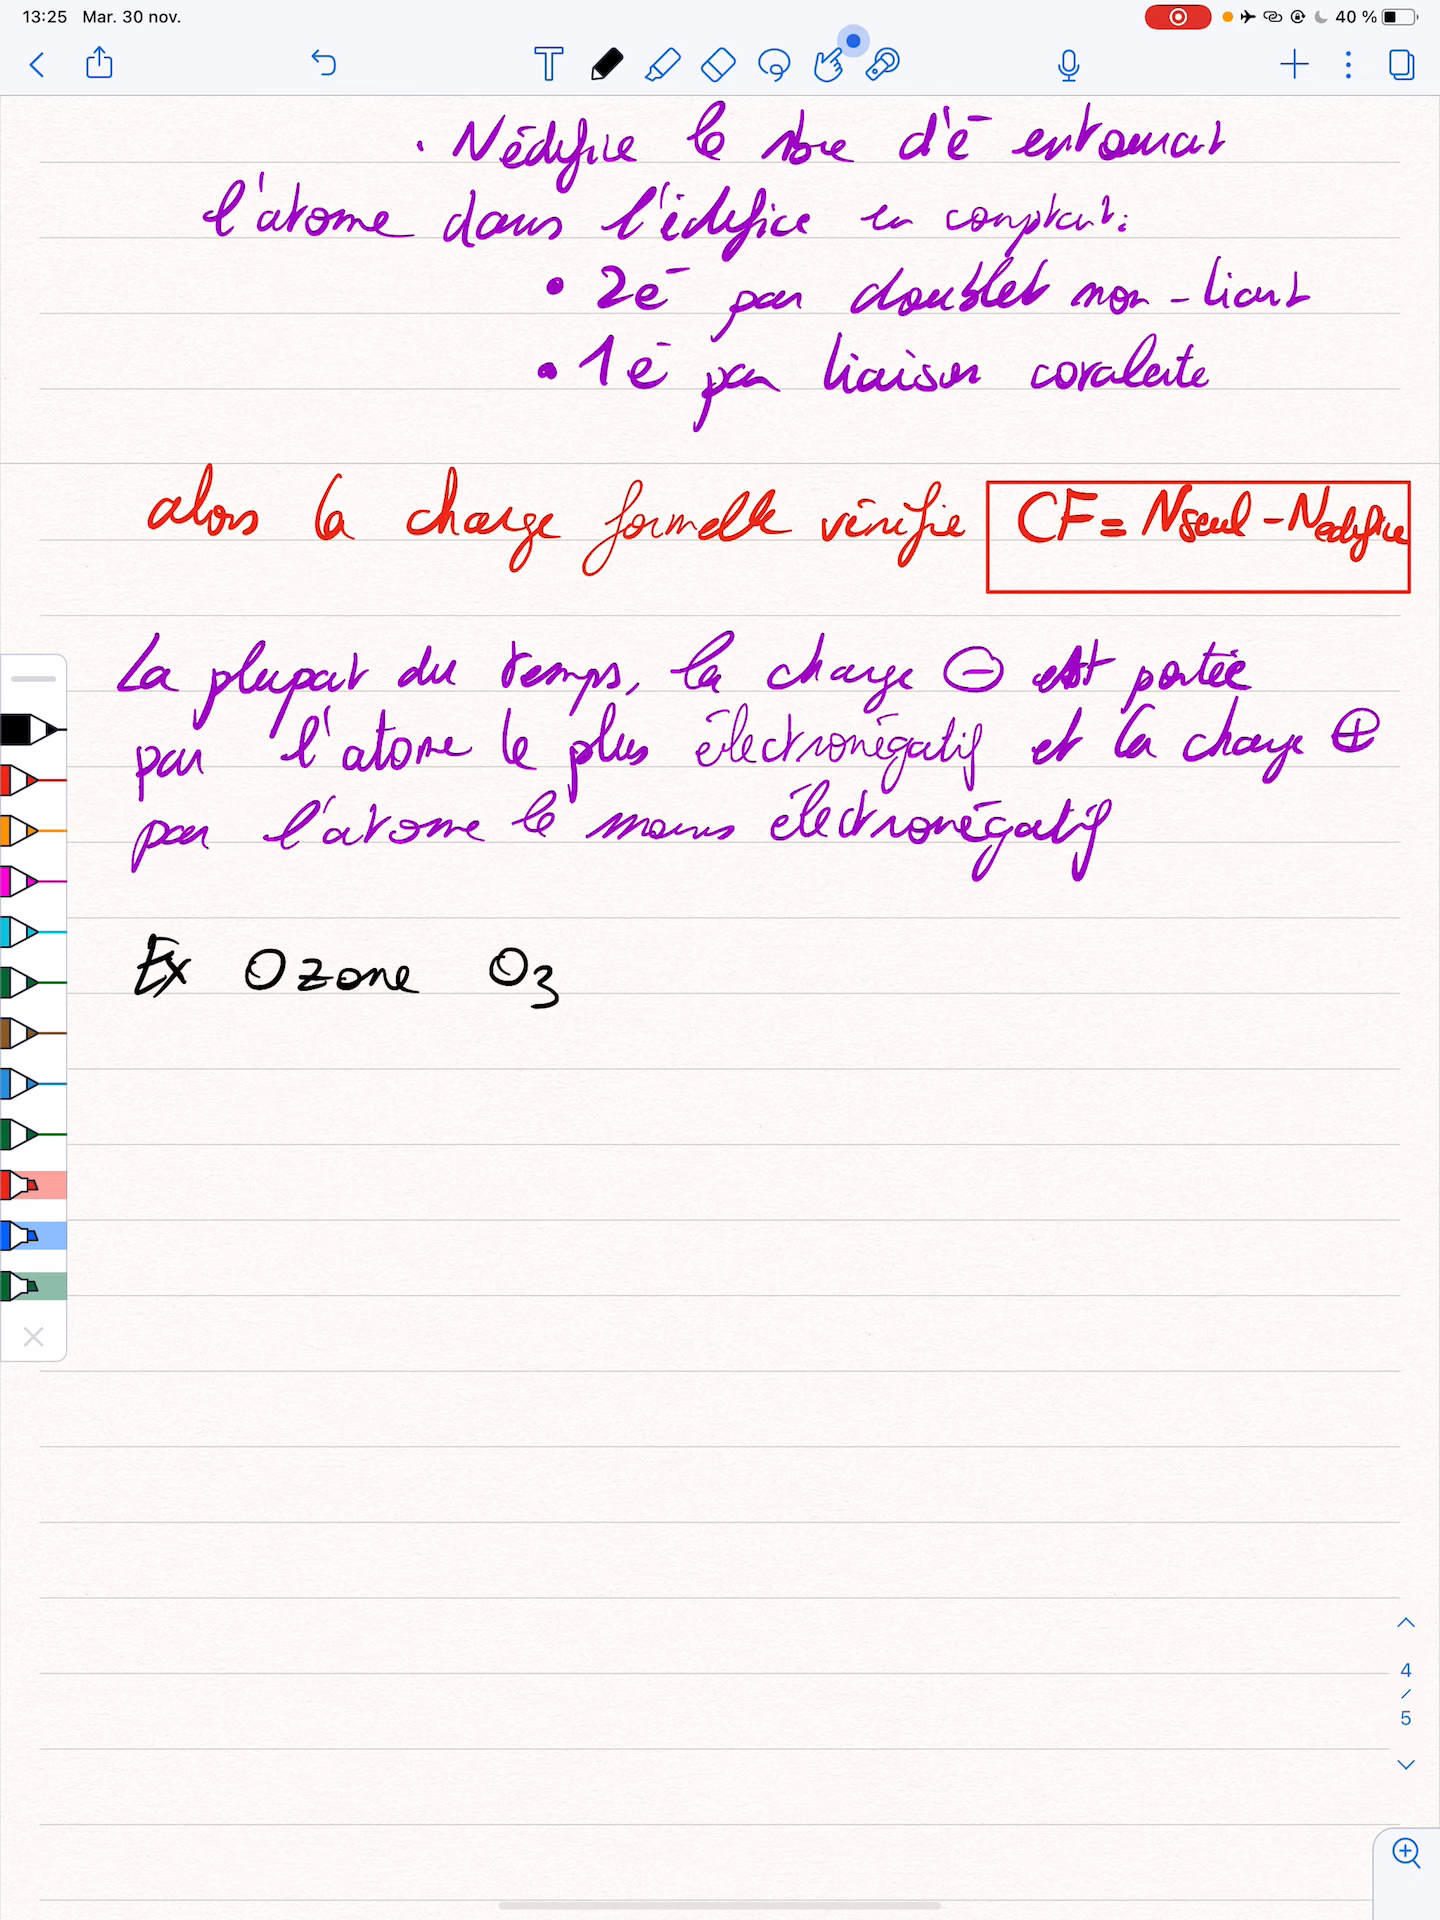 13:25 Mar. 30 nov. 40 %
T
. Nédifice le nbre d'e- entourant
l'atome dans l'édifice en comptant :
• 2e- par doublet non-liant
• 1e- par liaison covalente
alors la charge formelle vérifie CF = Nseul - Nedifice
La plupart du temps, la charge ⊖ est portée
par l'atome le plus électronégatif et la charge ⊕
par l'atome le moins électronégatif
Ex Ozone O3
4
/
5